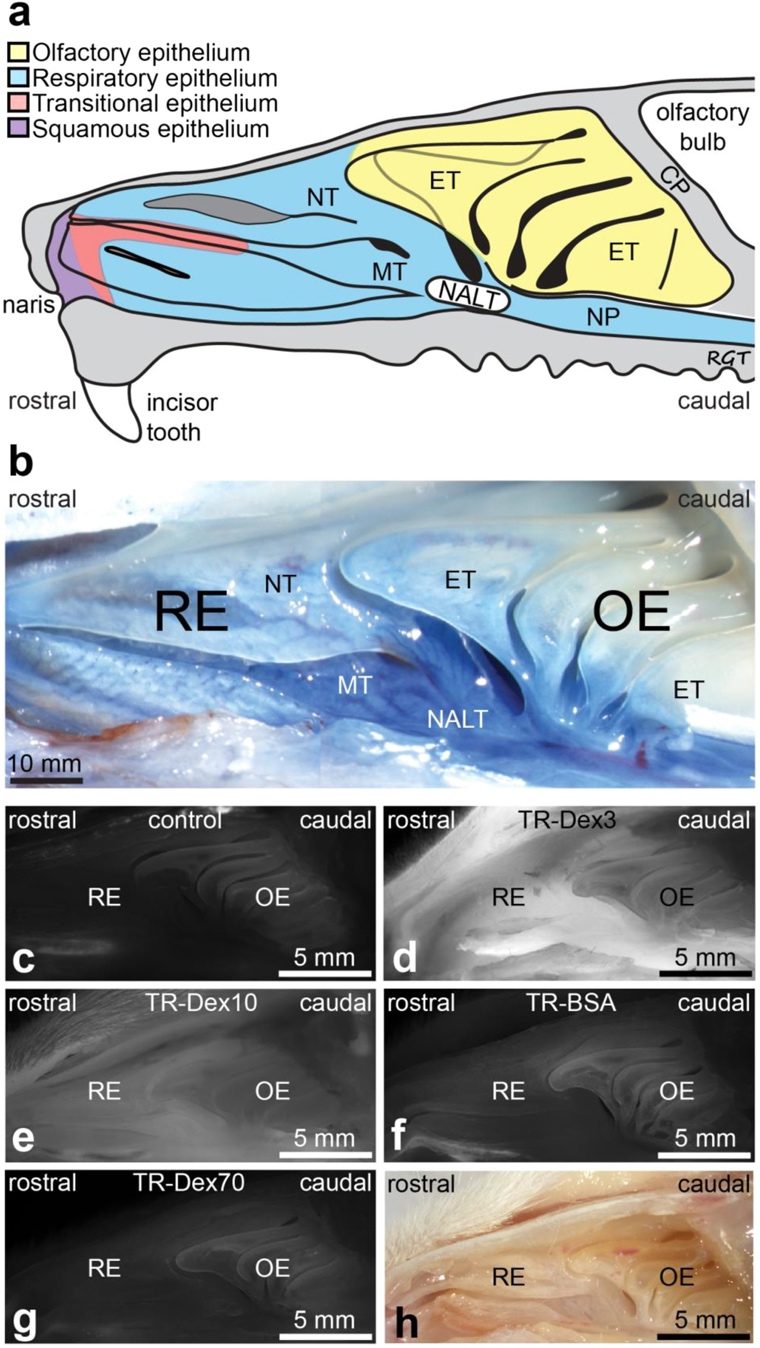 a
Olfactory epithelium
Respiratory epithelium
Transitional epithelium
Squamous epithelium
olfactory
bulb
CP
NT
ET
ET
MT
NALT
naris
NP
RGT
rostral
incisor
tooth
caudal
b
rostral
caudal
NT
ET
RE
OE
MT
ET
NALT
10 mm
rostral
control
caudal
RE
OE
c
5 mm
rostral
TR-Dex3
caudal
RE
OE
d
5 mm
rostral
TR-Dex10
caudal
RE
OE
e
5 mm
rostral
TR-BSA
caudal
RE
OE
f
5 mm
rostral
TR-Dex70
caudal
RE
OE
g
5 mm
rostral
caudal
RE
OE
h
5 mm